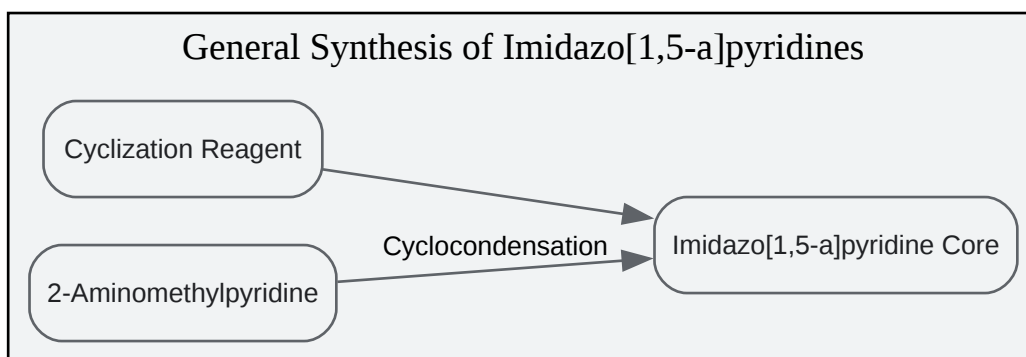 General Synthesis of Imidazo[1,5-a]pyridines
Cyclization Reagent
Cyclocondensation
Imidazo[1,5-a]pyridine Core
2-Aminomethylpyridine